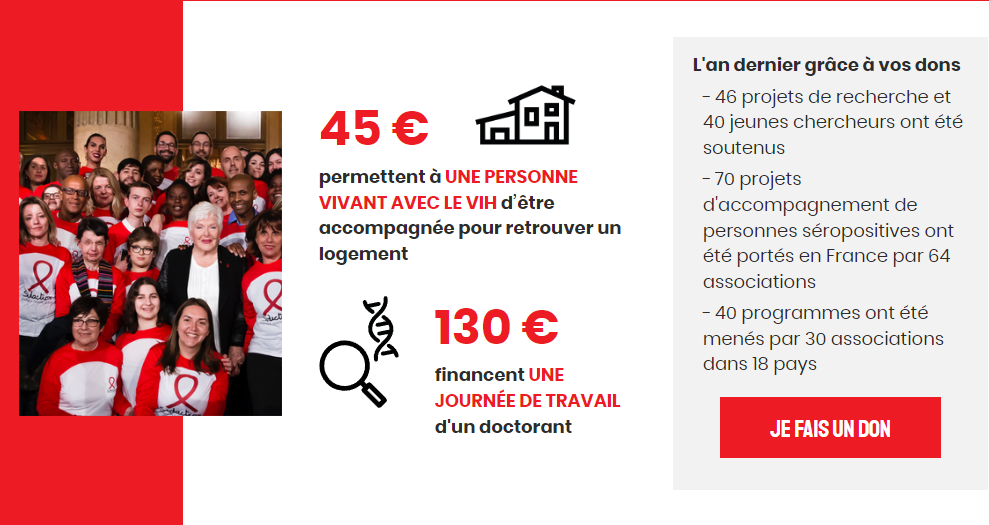 45 €
permettent à UNE PERSONNE
VIVANT AVEC LE VIH d’être
accompagnée pour retrouver un
logement
130 €
financent UNE
JOURNÉE DE TRAVAIL
d'un doctorant
L'an dernier grâce à vos dons
- 46 projets de recherche et
40 jeunes chercheurs ont été
soutenus
- 70 projets
d'accompagnement de
personnes séropositives ont
été portés en France par 64
associations
- 40 programmes ont été
menés par 30 associations
dans 18 pays
JE FAIS UN DON